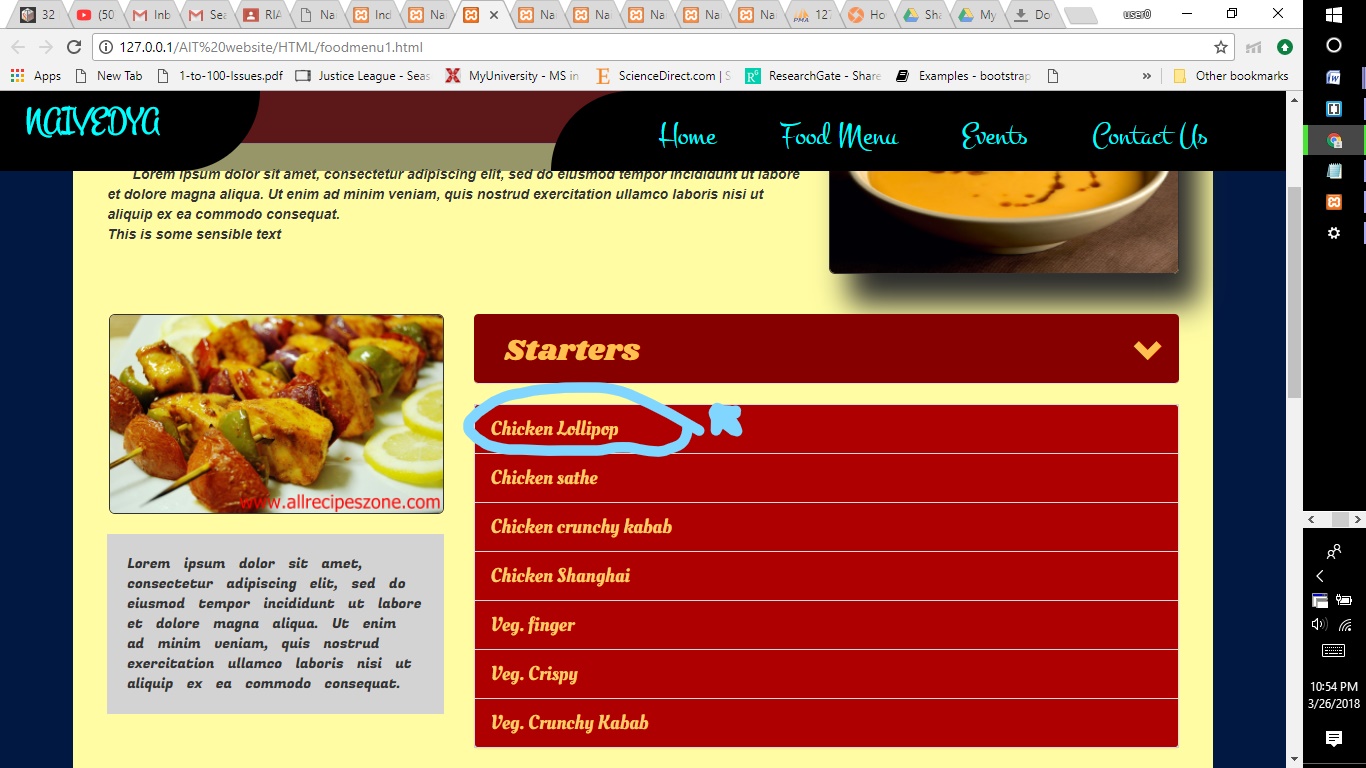 32
(50
Inb
Sea
RIA
Na
Ind
Na
Na
Na
Na
Na
Na
127
Ho
Sha
My
Do
user0
127.0.0.1/AIT%20website/HTML/foodmenu1.html
Apps
New Tab
1-to-100-Issues.pdf
Justice League - Seas
MyUniversity - MS in
ScienceDirect.com | S
ResearchGate - Share
Examples - bootstrap
»
Other bookmarks
NAIVEDYA
Home
Food Menu
Events
Contact Us
Lorem ipsum dolor sit amet, consectetur adipiscing elit, sed do eiusmod tempor incididunt ut labore
et dolore magna aliqua. Ut enim ad minim veniam, quis nostrud exercitation ullamco laboris nisi ut
aliquip ex ea commodo consequat.
This is some sensible text
www.allrecipeszone.com
Lorem ipsum dolor sit amet,
consectetur adipiscing elit, sed do
eiusmod tempor incididunt ut labore
et dolore magna aliqua. Ut enim
ad minim veniam, quis nostrud
exercitation ullamco laboris nisi ut
aliquip ex ea commodo consequat.
Starters
Chicken Lollipop
Chicken sathe
Chicken crunchy kabab
Chicken Shanghai
Veg. finger
Veg. Crispy
Veg. Crunchy Kabab
10:54 PM
3/26/2018